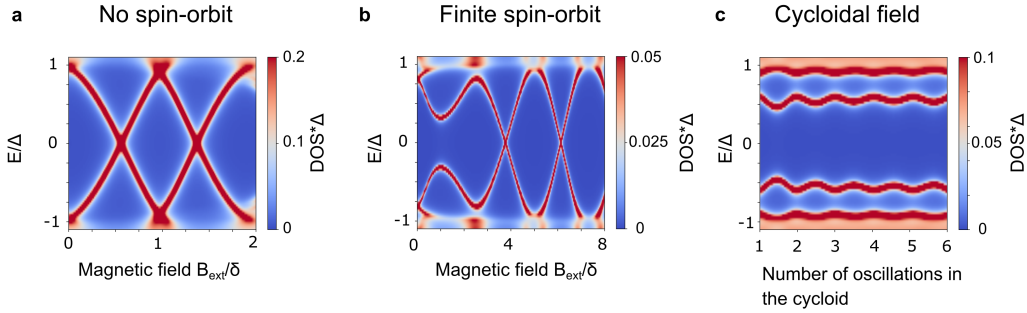 a No spin-orbit
1
0
-1
E/Δ
0 1 2
Magnetic field B_ext/δ
0.2
0.1
0
DOS*Δ
b Finite spin-orbit
1
0
-1
E/Δ
0 4 8
Magnetic field B_ext/δ
0.05
0.025
0
DOS*Δ
c Cycloidal field
1
0
-1
E/Δ
1 2 3 4 5 6
Number of oscillations in
the cycloid
0.1
0.05
0
DOS*Δ